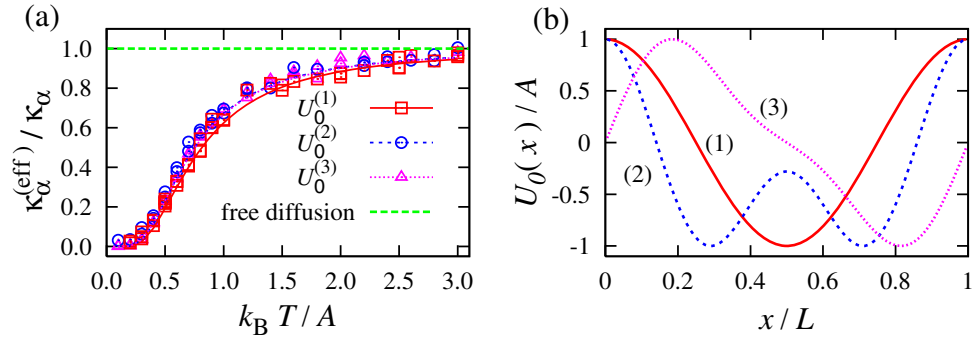 (a)
κα(eff) / κα
1.0
0.8
0.6
0.4
0.2
0.0
U0(1)
U0(2)
U0(3)
free diffusion
0.0 0.5 1.0 1.5 2.0 2.5 3.0
kB T / A
(b)
U0( x ) / A
1
0.5
0
-0.5
-1
(3)
(1)
(2)
0 0.2 0.4 0.6 0.8 1
x / L